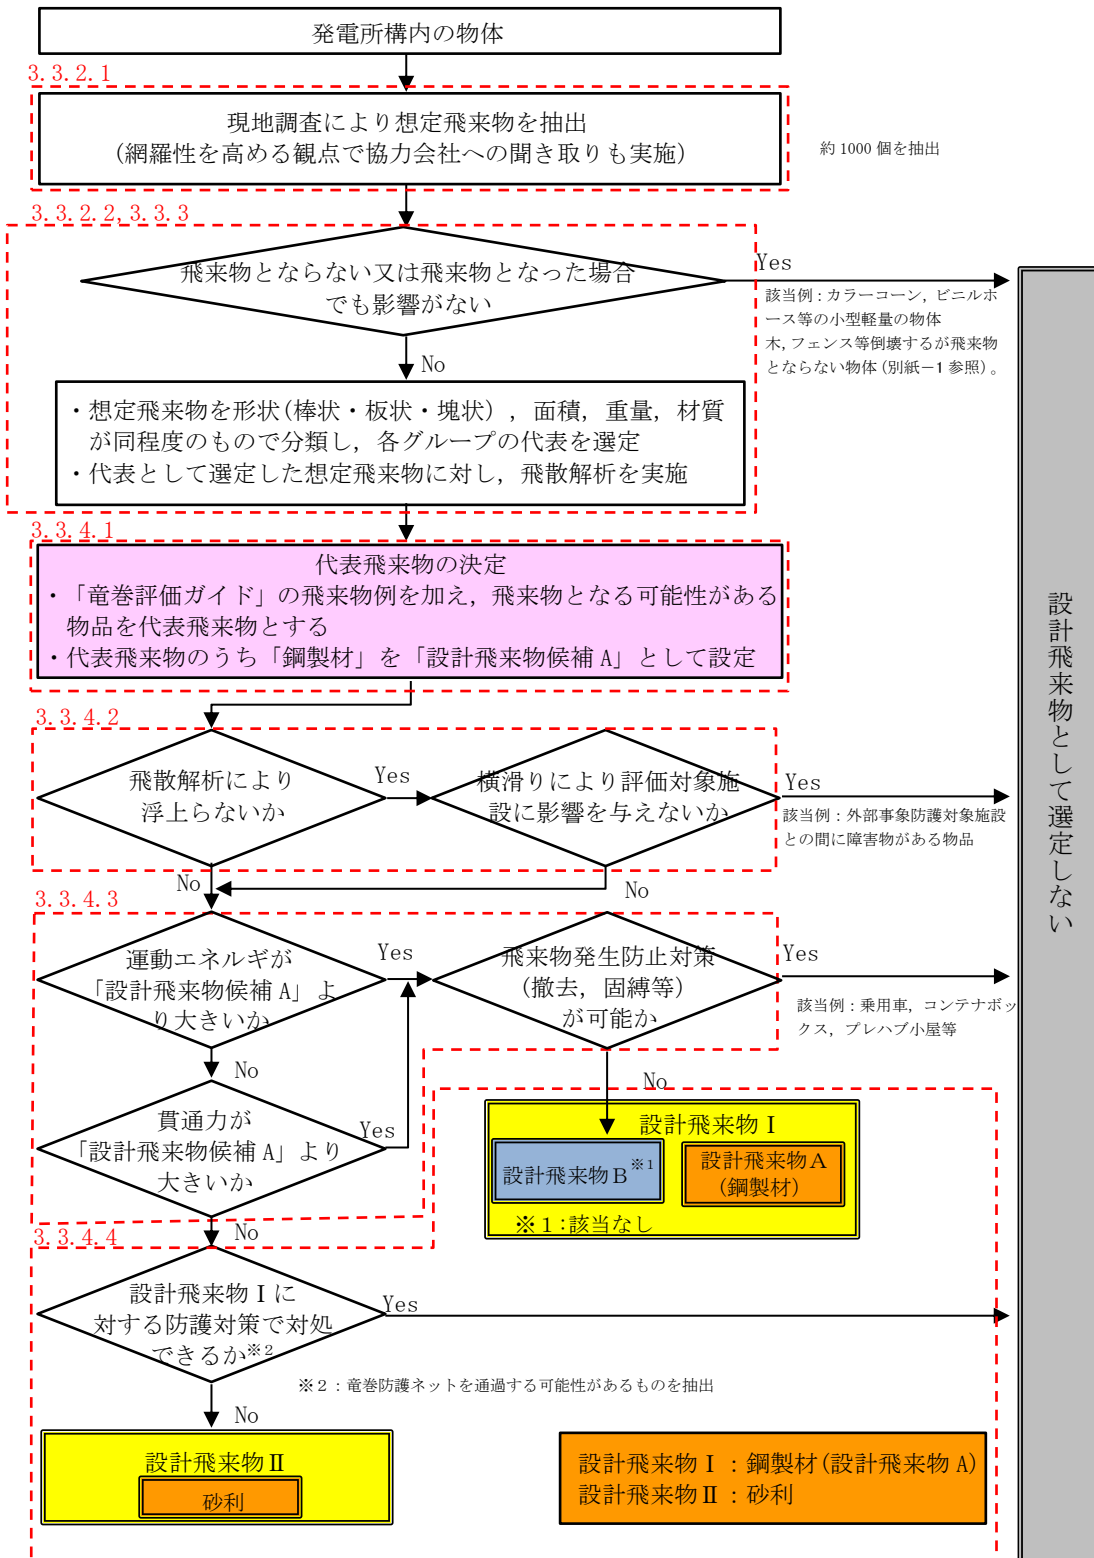 発電所構内の物体
3.3.2.1
現地調査により想定飛来物を抽出
(網羅性を高める観点で協力会社への聞き取りも実施)
約1000個を抽出
3.3.2.2,3.3.3
飛来物とならない又は飛来物となった場合
でも影響がない
Yes
該当例：カラーコーン，ビニルホ
ース等の小型軽量の物体
木，フェンス等倒壊するが飛来物
とならない物体(別紙－1参照)。
No
・想定飛来物を形状(棒状・板状・塊状)，面積，重量，材質
が同程度のもので分類し，各グループの代表を選定
・代表として選定した想定飛来物に対し，飛散解析を実施
3.3.4.1
代表飛来物の決定
・「竜巻評価ガイド」の飛来物例を加え，飛来物となる可能性がある
物品を代表飛来物とする
・代表飛来物のうち「鋼製材」を「設計飛来物候補A」として設定
3.3.4.2
飛散解析により
浮上らないか
Yes
横滑りにより評価対象施
設に影響を与えないか
Yes
該当例：外部事象防護対象施設
との間に障害物がある物品
No
No
3.3.4.3
運動エネルギが
「設計飛来物候補A」よ
り大きいか
Yes
飛来物発生防止対策
(撤去，固縛等)
が可能か
Yes
該当例：乗用車，コンテナボッ
クス，プレハブ小屋等
No
No
貫通力が
「設計飛来物候補A」より
大きいか
Yes
設計飛来物Ⅰ
設計飛来物B※1
設計飛来物A
(鋼製材)
※1:該当なし
No
3.3.4.4
設計飛来物Ⅰに
対する防護対策で対処
できるか※2
Yes
※2：竜巻防護ネットを通過する可能性があるものを抽出
No
設計飛来物Ⅱ
砂利
設計飛来物Ⅰ：鋼製材(設計飛来物A)
設計飛来物Ⅱ：砂利
設計飛来物として選定しない